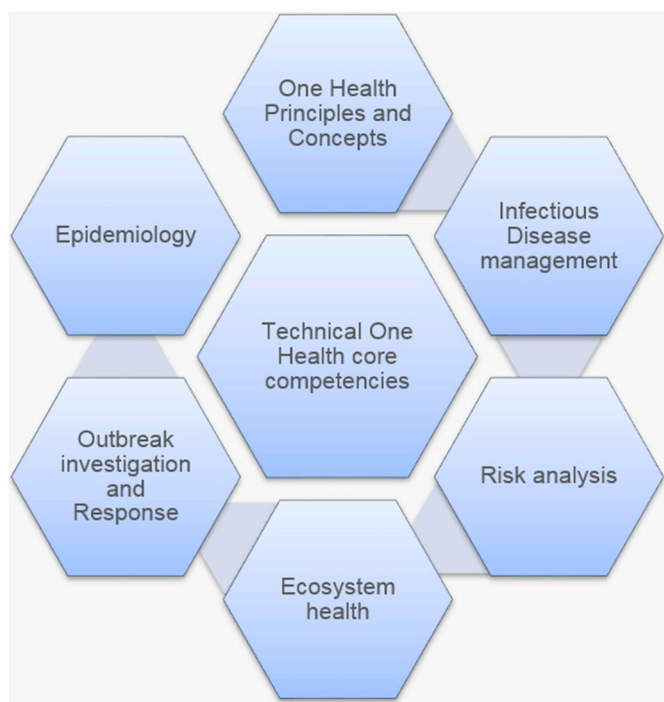 One Health
Principles and
Concepts
Infectious
Disease
management
Epidemiology
Technical One
Health core
competencies
Risk analysis
Outbreak
investigation
and
Response
Ecosystem
health